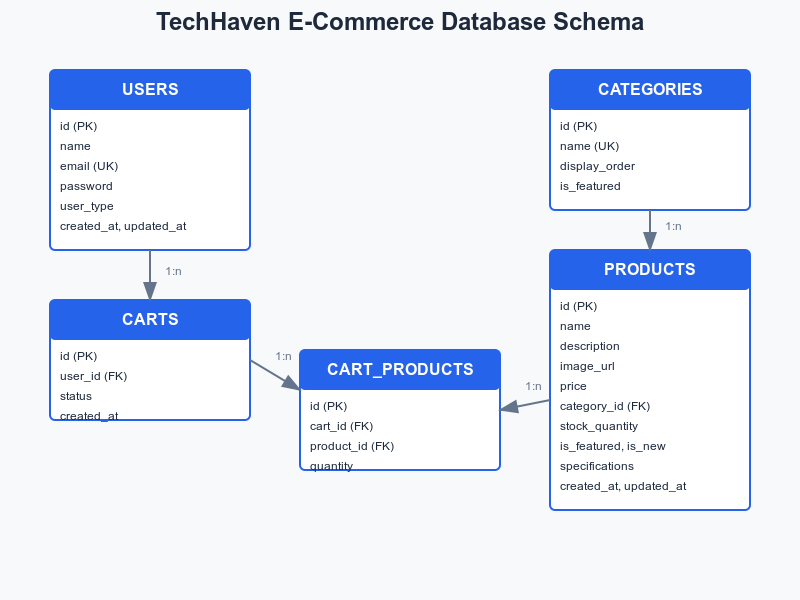 TechHaven E-Commerce Database Schema
USERS
id (PK)
name
email (UK)
password
user_type
created_at, updated_at
1:n
CARTS
id (PK)
user_id (FK)
status
created_at
1:n
CART_PRODUCTS
id (PK)
cart_id (FK)
product_id (FK)
quantity
CATEGORIES
id (PK)
name (UK)
display_order
is_featured
1:n
PRODUCTS
id (PK)
name
description
image_url
price
category_id (FK)
stock_quantity
is_featured, is_new
specifications
created_at, updated_at
1:n